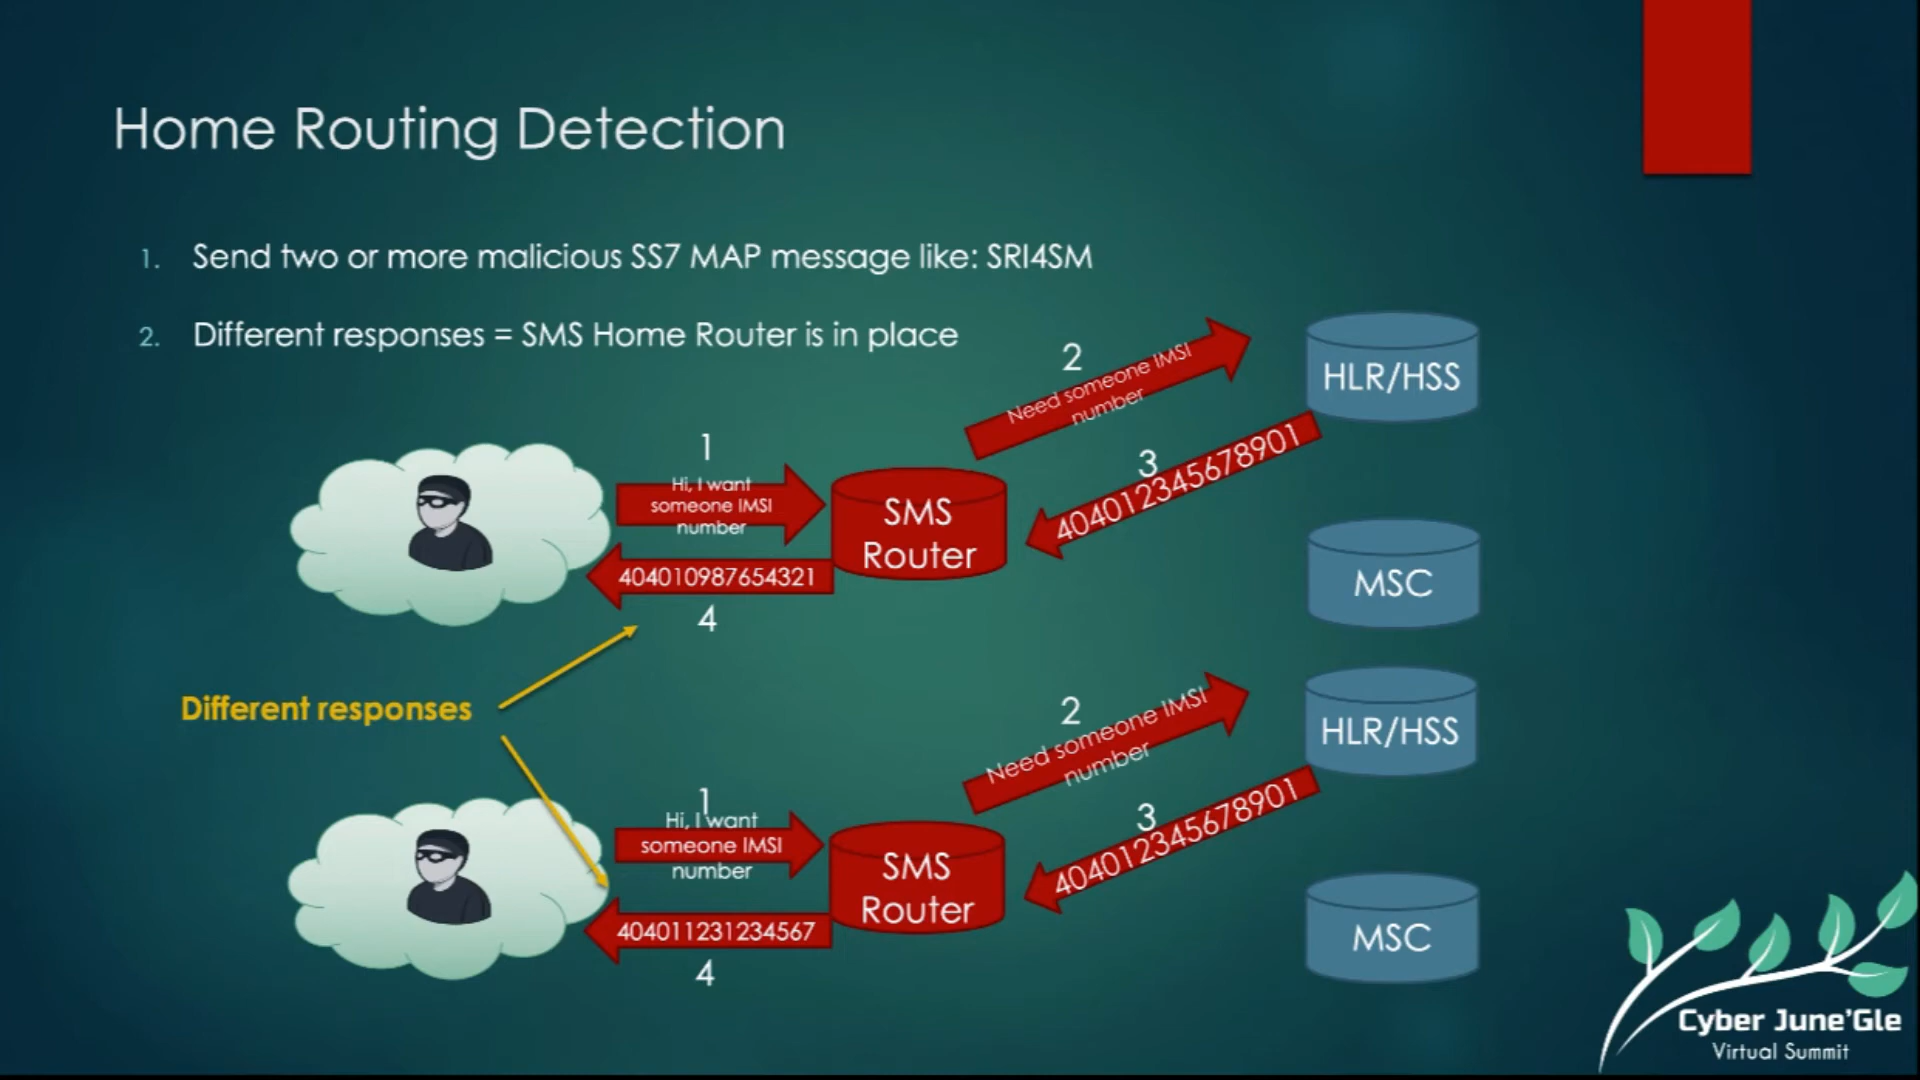 Home Routing Detection
1. Send two or more malicious SS7 MAP message like: SRI4SM
2. Different responses = SMS Home Router is in place
2
Need someone IMSI
number
HLR/HSS
1
Hi, I want
someone IMSI
number
3
404012345678901
SMS
Router
404010987654321
4
MSC
Different responses
2
Need someone IMSI
number
HLR/HSS
1
Hi, I want
someone IMSI
number
3
404012345678901
SMS
Router
404011231234567
4
MSC
Cyber June'Gle
Virtual Summit